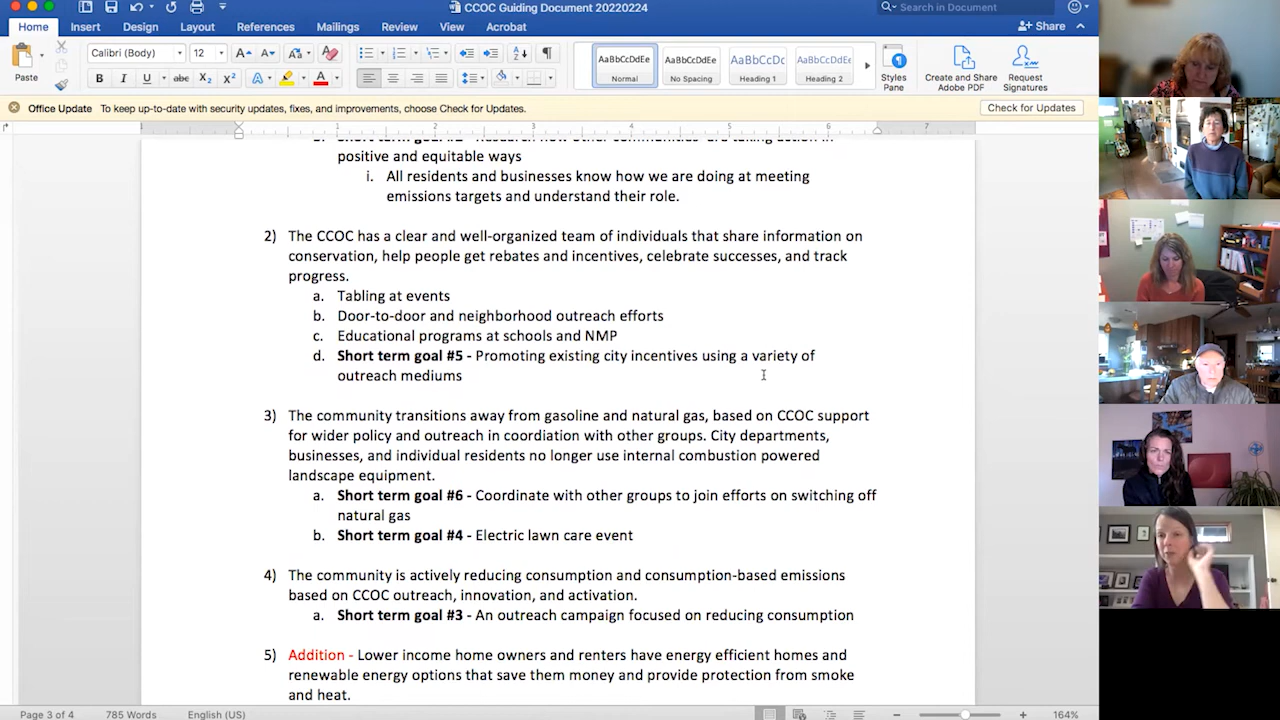 CCOC Guiding Document 20220224
Search in Document
Home Insert Design Layout References Mailings Review View Acrobat
Share
Paste
Calibri (Body) 12
AaBbCcDdEe AaBbCcDdEe AaBbCcDc AaBbCcDdEe
Normal No Spacing Heading 1 Heading 2
Styles Pane
Create and Share Adobe PDF
Request Signatures
Office Update To keep up-to-date with security updates, fixes, and improvements, choose Check for Updates.
Check for Updates
1 1 2 3 4 5 6 7
positive and equitable ways
i. All residents and businesses know how we are doing at meeting
emissions targets and understand their role.
2) The CCOC has a clear and well-organized team of individuals that share information on
conservation, help people get rebates and incentives, celebrate successes, and track
progress.
a. Tabling at events
b. Door-to-door and neighborhood outreach efforts
c. Educational programs at schools and NMP
d. Short term goal #5 - Promoting existing city incentives using a variety of
outreach mediums
3) The community transitions away from gasoline and natural gas, based on CCOC support
for wider policy and outreach in coordiation with other groups. City departments,
businesses, and individual residents no longer use internal combustion powered
landscape equipment.
a. Short term goal #6 - Coordinate with other groups to join efforts on switching off
natural gas
b. Short term goal #4 - Electric lawn care event
4) The community is actively reducing consumption and consumption-based emissions
based on CCOC outreach, innovation, and activation.
a. Short term goal #3 - An outreach campaign focused on reducing consumption
5) Addition - Lower income home owners and renters have energy efficient homes and
renewable energy options that save them money and provide protection from smoke
and heat.
Page 3 of 4 785 Words English (US) 164%